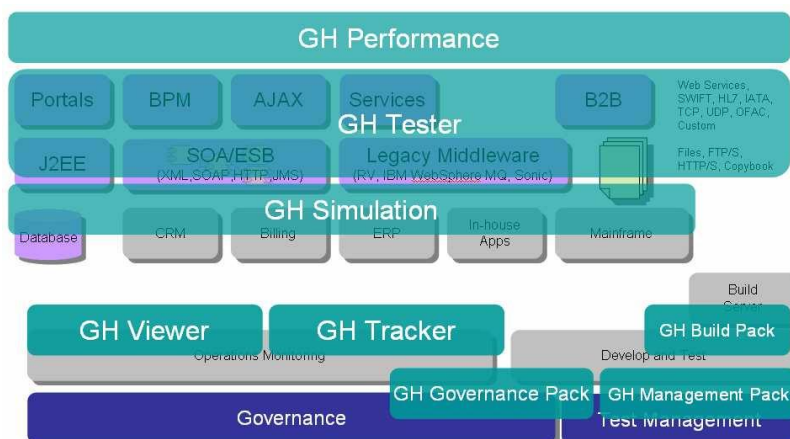 GH Performance
Portals
BPM
AJAX
Services
B2B
Web Services,
SWIFT, HL7, IATA,
TCP, UDP, OFAC,
Custom
GH Tester
J2EE
SOA/ESB
(XML,SOAP,HTTP,JMS)
Legacy Middleware
(RV, IBM WebSphere MQ, Sonic)
Files, FTP/S,
HTTP/S, Copybook
GH Simulation
Database
CRM
Billing
ERP
In-house
Apps
Mainframe
Build
Server
GH Viewer
GH Tracker
GH Build Pack
Operations Monitoring
Develop and Test
GH Governance Pack
GH Management Pack
Governance
Test Management